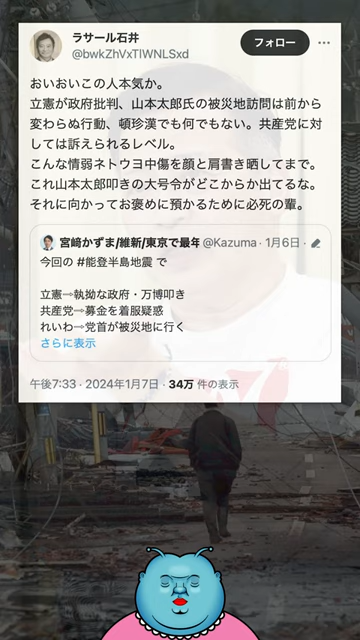 ラサール石井
@bwkZhVxTIWNLSxd
フォロー
おいおいこの人本気か。
立憲が政府批判、山本太郎氏の被災地訪問は前から
変わらぬ行動、頓珍漢でも何でもない。共産党に対
しては訴えられるレベル。
こんな情弱ネトウヨ中傷を顔と肩書き晒してまで。
これ山本太郎叩きの大号令がどこからか出てるな。
それに向かってお褒めに預かるために必死の輩。
宮﨑かずま/維新/東京で最年 @Kazuma · 1月6日 ·
今回の #能登半島地震 で
立憲⇨執拗な政府・万博叩き
共産党⇨募金を着服疑惑
れいわ⇨党首が被災地に行く
さらに表示
午後7:33 · 2024年1月7日 · 34万 件の表示